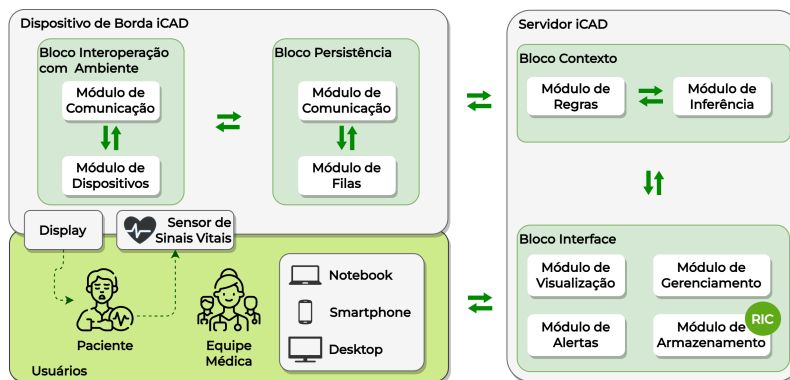 Dispositivo de Borda iCAD
Bloco Interoperação
com Ambiente
Módulo de
Comunicação
Módulo de
Dispositivos
Bloco Persistência
Módulo de
Comunicação
Módulo de
Filas
Display
Sensor de
Sinais Vitais
Paciente
Equipe
Médica
Notebook
Smartphone
Desktop
Usuários
Servidor iCAD
Bloco Contexto
Módulo de
Regras
Módulo de
Inferência
Bloco Interface
Módulo de
Visualização
Módulo de
Gerenciamento
Módulo de
Alertas
Módulo de
Armazenamento
RIC